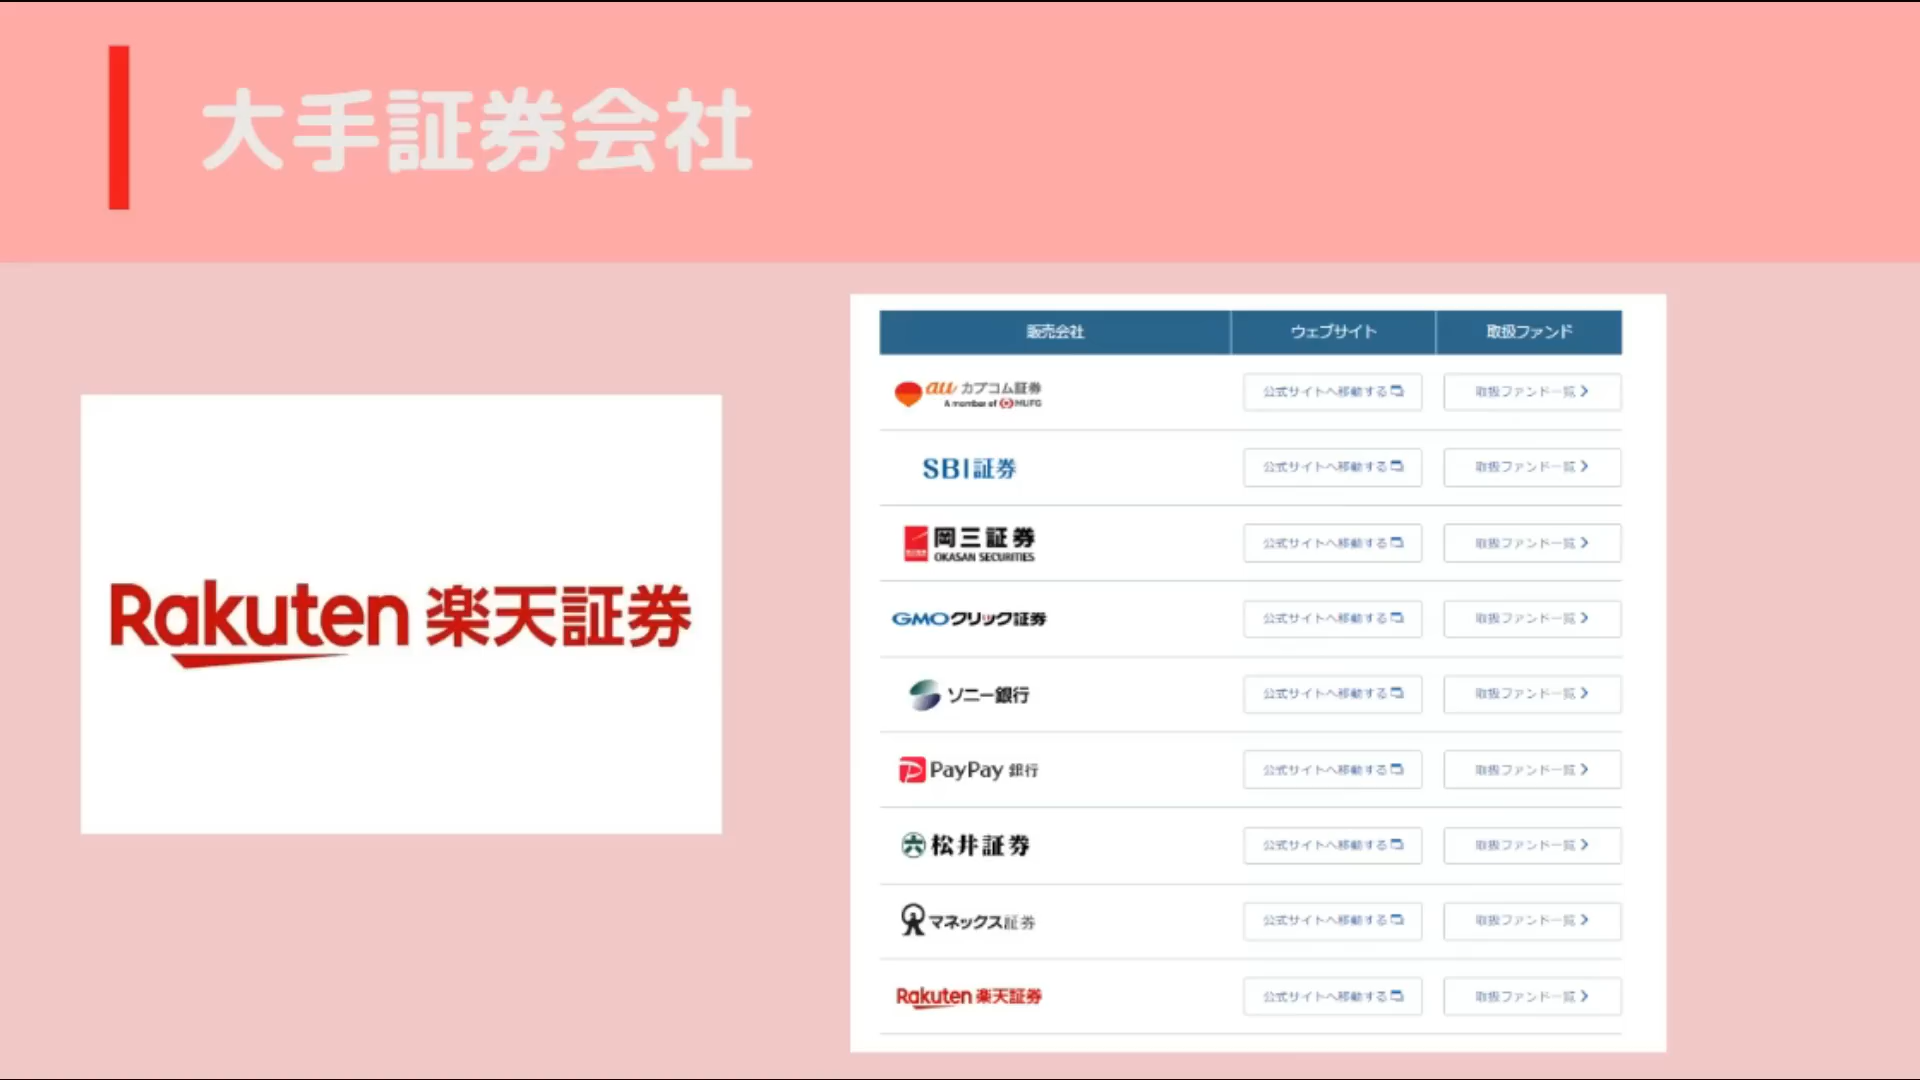 大手証券会社
Rakuten 楽天証券
販売会社 ウェブサイト 取扱ファンド
au カブコム証券 公式サイトへ移動する 取扱ファンド一覧
A member of MUFG
SBI証券 公式サイトへ移動する 取扱ファンド一覧
岡三証券 公式サイトへ移動する 取扱ファンド一覧
OKASAN SECURITIES
GMOクリック証券 公式サイトへ移動する 取扱ファンド一覧
ソニー銀行 公式サイトへ移動する 取扱ファンド一覧
PayPay 銀行 公式サイトへ移動する 取扱ファンド一覧
松井証券 公式サイトへ移動する 取扱ファンド一覧
マネックス証券 公式サイトへ移動する 取扱ファンド一覧
Rakuten 楽天証券 公式サイトへ移動する 取扱ファンド一覧